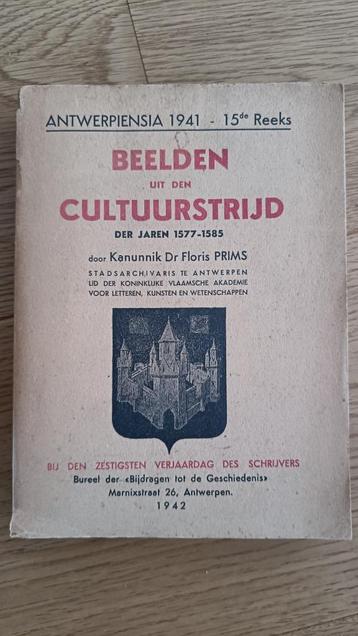 ANTWERPIENSIA 1941 - 15de Reeks
BEELDEN
UIT DEN
CULTUURSTRIJD
DER JAREN 1577-1585
door Kanunnik Dr Floris PRIMS
STADSARCHIVARIS TE ANTWERPEN
LID DER KONINKLIJKE VLAAMSCHE AKADEMIE
VOOR LETTEREN, KUNSTEN EN WETENSCHAPPEN
BIJ DEN ZESTIGSTEN VERJAARDAG DES SCHRIJVERS
Bureel der «Bijdragen tot de Geschiedenis»
Marnixstraat 26, Antwerpen.
1942